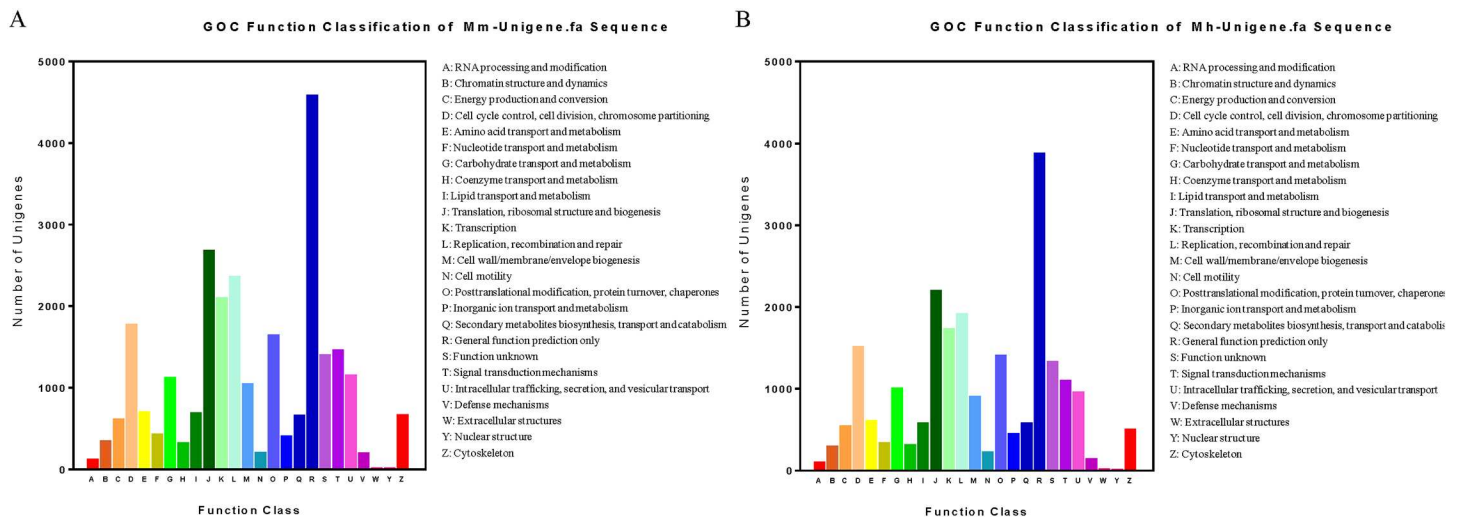 A
GOC Function Classification of Mm-Unigene.fa Sequence
5000
4000
3000
2000
1000
0
Number of Unigenes
A B C D E F G H I J K L M N O P Q R S T U V W Y Z
Function Class
A: RNA processing and modification
B: Chromatin structure and dynamics
C: Energy production and conversion
D: Cell cycle control, cell division, chromosome partitioning
E: Amino acid transport and metabolism
F: Nucleotide transport and metabolism
G: Carbohydrate transport and metabolism
H: Coenzyme transport and metabolism
I: Lipid transport and metabolism
J: Translation, ribosomal structure and biogenesis
K: Transcription
L: Replication, recombination and repair
M: Cell wall/membrane/envelope biogenesis
N: Cell motility
O: Posttranslational modification, protein turnover, chaperones
P: Inorganic ion transport and metabolism
Q: Secondary metabolites biosynthesis, transport and catabolism
R: General function prediction only
S: Function unknown
T: Signal transduction mechanisms
U: Intracellular trafficking, secretion, and vesicular transport
V: Defense mechanisms
W: Extracellular structures
Y: Nuclear structure
Z: Cytoskeleton
B
GOC Function Classification of Mh-Unigene.fa Sequence
5000
4000
3000
2000
1000
0
Number of Unigenes
A B C D E F G H I J K L M N O P Q R S T U V W Y Z
Function Class
A: RNA processing and modification
B: Chromatin structure and dynamics
C: Energy production and conversion
D: Cell cycle control, cell division, chromosome partitioning
E: Amino acid transport and metabolism
F: Nucleotide transport and metabolism
G: Carbohydrate transport and metabolism
H: Coenzyme transport and metabolism
I: Lipid transport and metabolism
J: Translation, ribosomal structure and biogenesis
K: Transcription
L: Replication, recombination and repair
M: Cell wall/membrane/envelope biogenesis
N: Cell motility
O: Posttranslational modification, protein turnover, chaperones
P: Inorganic ion transport and metabolism
Q: Secondary metabolites biosynthesis, transport and catabolis
R: General function prediction only
S: Function unknown
T: Signal transduction mechanisms
U: Intracellular trafficking, secretion, and vesicular transport
V: Defense mechanisms
W: Extracellular structures
Y: Nuclear structure
Z: Cytoskeleton